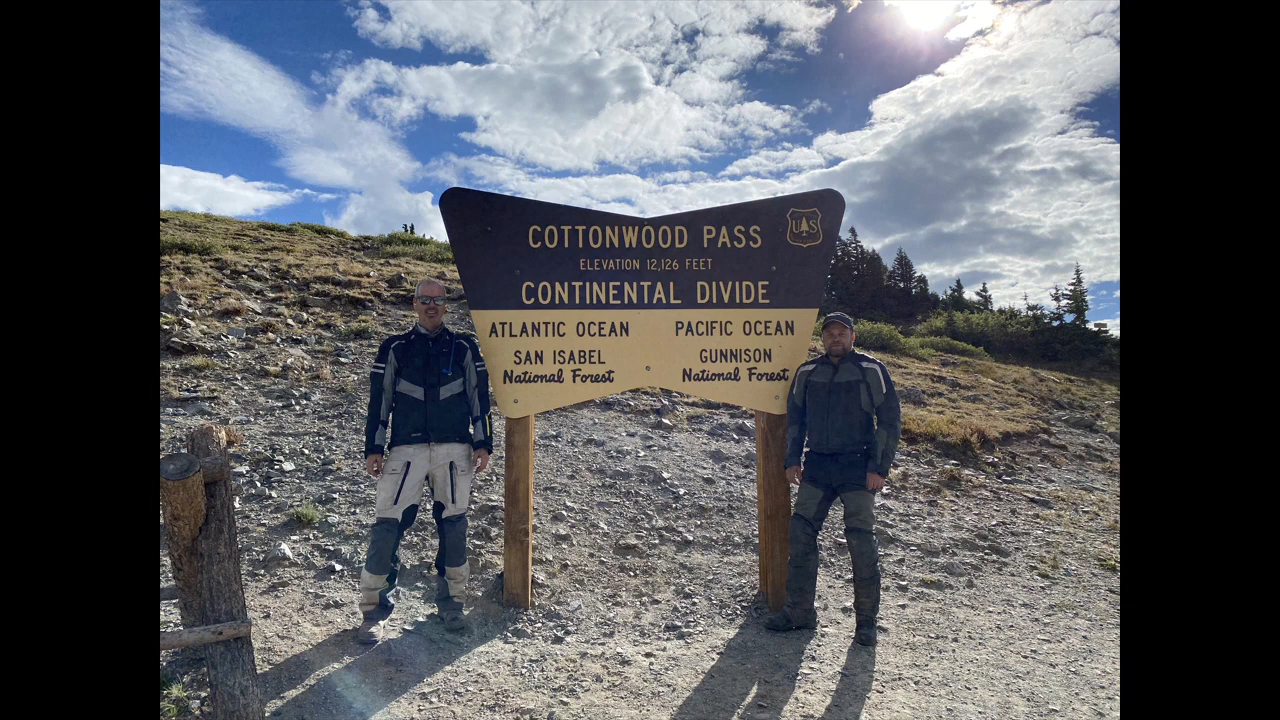 COTTONWOOD PASS
US
ELEVATION 12,126 FEET
CONTINENTAL DIVIDE
ATLANTIC OCEAN
SAN ISABEL
National Forest
PACIFIC OCEAN
GUNNISON
National Forest